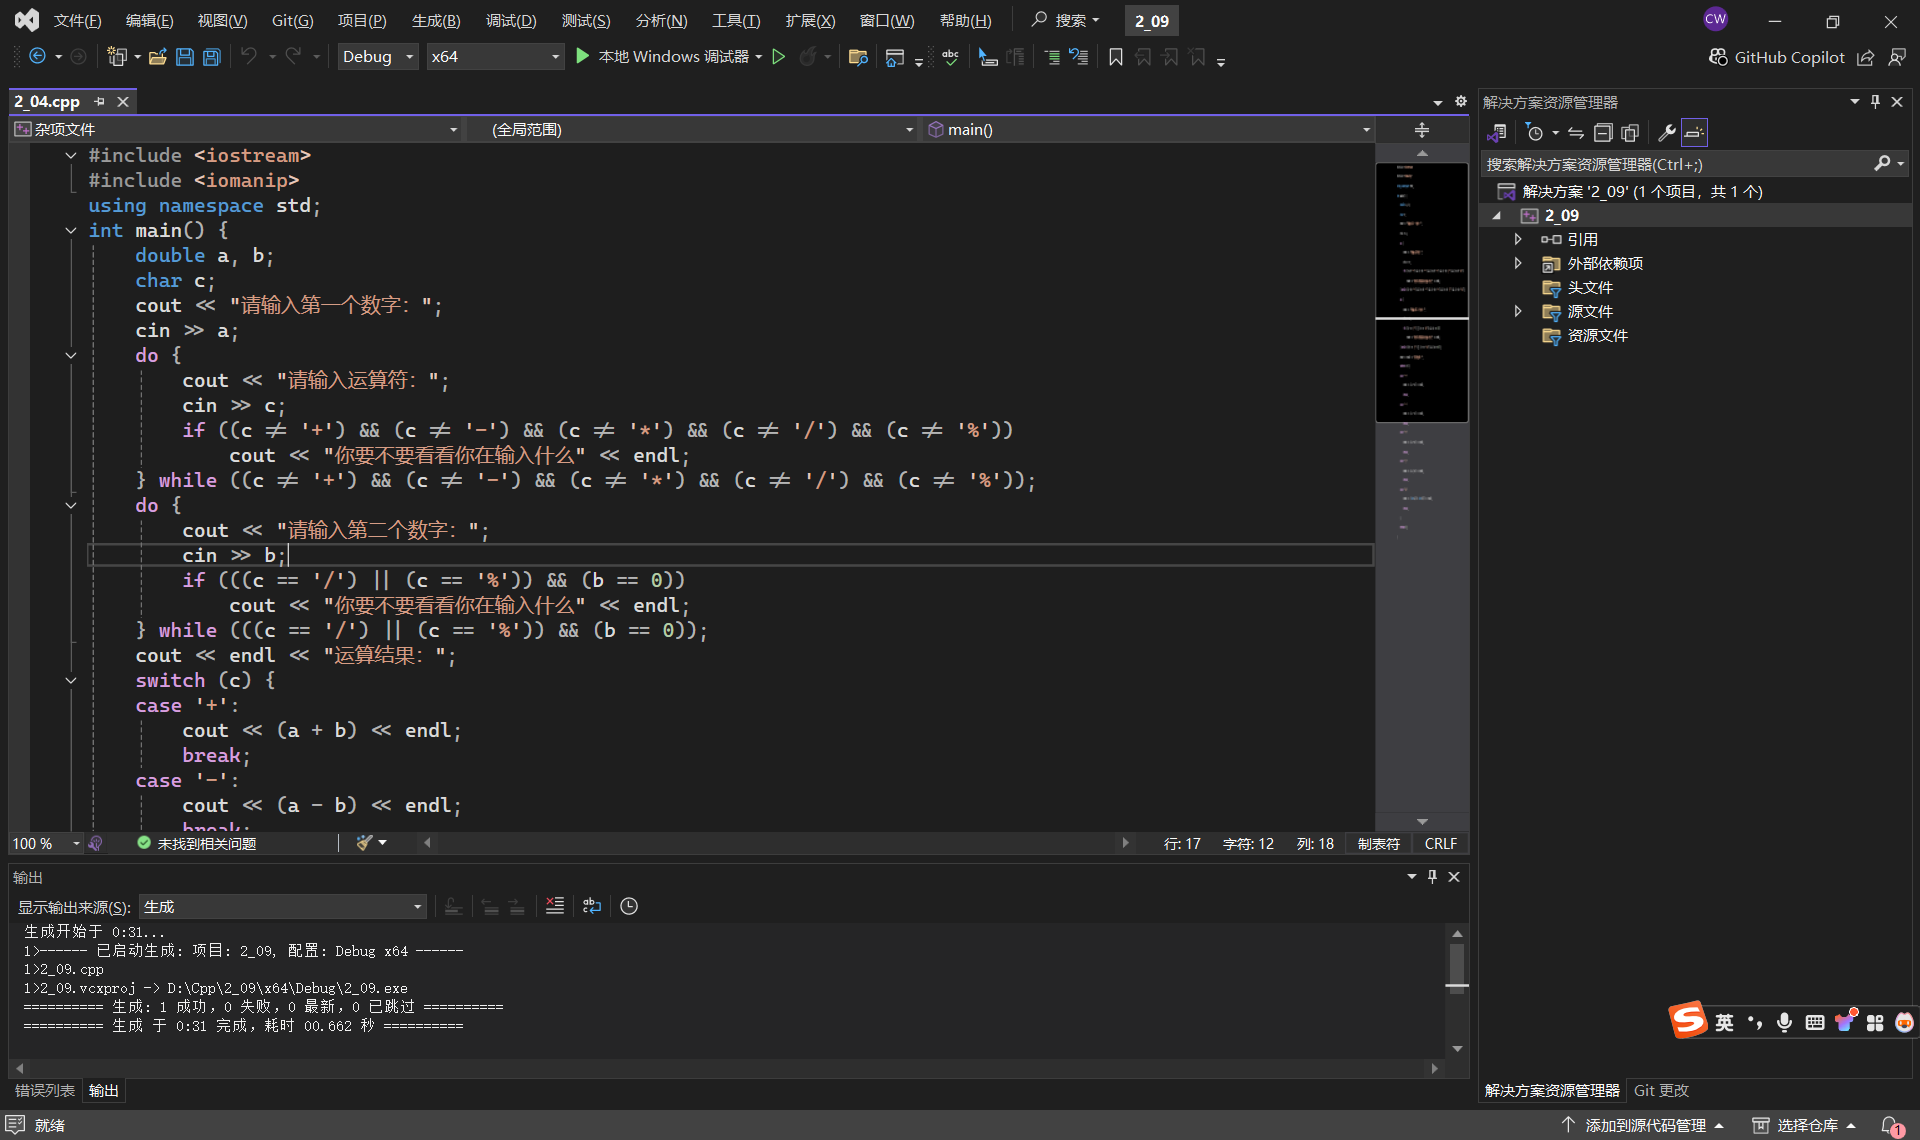 文件(F) 编辑(E) 视图(V) Git(G) 项目(P) 生成(B) 调试(D) 测试(S) 分析(N) 工具(T) 扩展(X) 窗口(W) 帮助(H) 搜索 2_09 CW
Debug x64 本地 Windows 调试器 GitHub Copilot
2_04.cpp
杂项文件 (全局范围) main()
#include <iostream>
#include <iomanip>
using namespace std;
int main() {
double a, b;
char c;
cout << "请输入第一个数字: ";
cin >> a;
do {
cout << "请输入运算符: ";
cin >> c;
if ((c != '+') && (c != '-') && (c != '*') && (c != '/') && (c != '%'))
cout << "你要不要看看你在输入什么" << endl;
} while ((c != '+') && (c != '-') && (c != '*') && (c != '/') && (c != '%'));
do {
cout << "请输入第二个数字: ";
cin >> b;
if (((c == '/') || (c == '%')) && (b == 0))
cout << "你要不要看看你在输入什么" << endl;
} while (((c == '/') || (c == '%')) && (b == 0));
cout << endl << "运算结果: ";
switch (c) {
case '+':
cout << (a + b) << endl;
break;
case '-':
cout << (a - b) << endl;
break;
100 % 未找到相关问题 行: 17 字符: 12 列: 18 制表符 CRLF
输出
显示输出来源(S): 生成
生成开始于 0:31...
1>------ 已启动生成: 项目: 2_09, 配置: Debug x64 ------
1>2_09.cpp
1>2_09.vcxproj -> D:\Cpp\2_09\x64\Debug\2_09.exe
========== 生成: 1 成功，0 失败，0 最新，0 已跳过 ==========
========== 生成 于 0:31 完成，耗时 00.662 秒 ==========
错误列表 输出
解决方案资源管理器
搜索解决方案资源管理器(Ctrl+;)
解决方案 '2_09' (1 个项目，共 1 个)
2_09
引用
外部依赖项
头文件
源文件
资源文件
英
解决方案资源管理器 Git 更改
就绪 添加到源代码管理 选择仓库 1